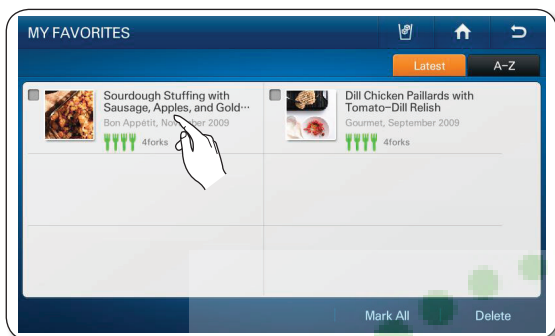 MY FAVORITES
Latest
A-Z
Sourdough Stuffing with
Sausage, Apples, and Gold…
Bon Appétit, November 2009
4forks
Dill Chicken Paillards with
Tomato-Dill Relish
Gourmet, September 2009
4forks
Mark All
Delete